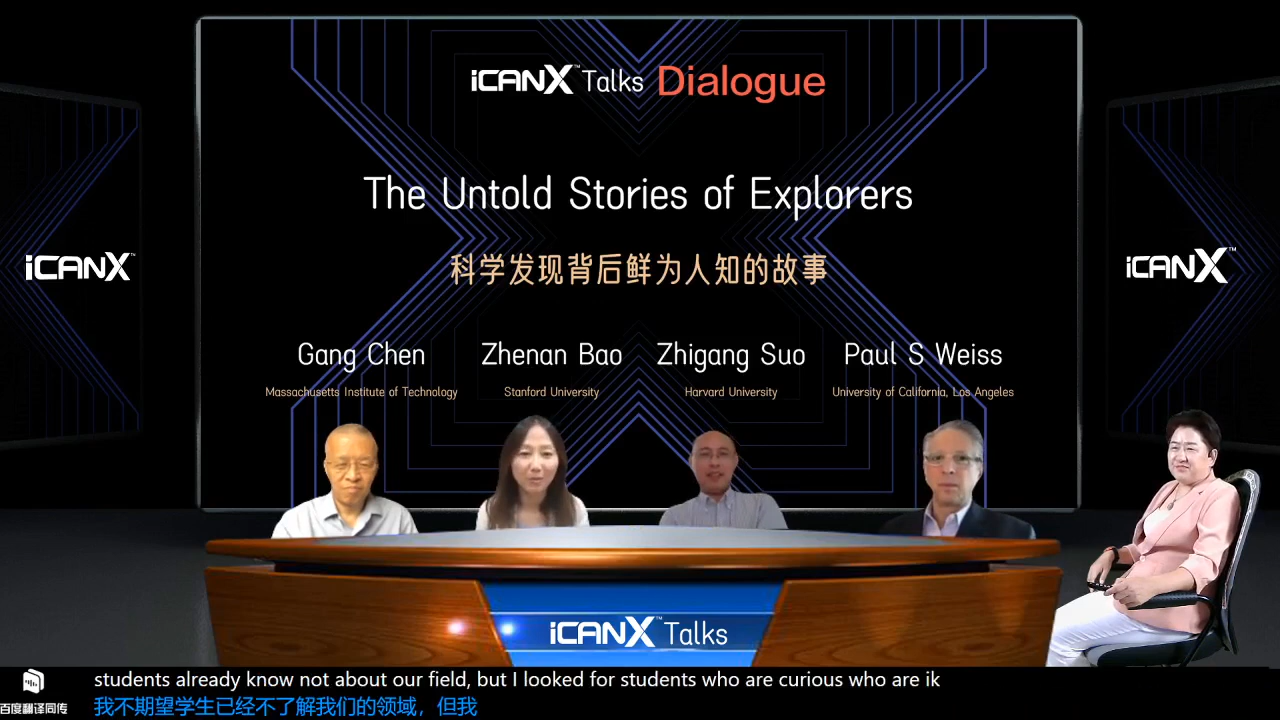 iCANX™ Talks Dialogue
The Untold Stories of Explorers
科学发现背后鲜为人知的故事
iCANX™
iCANX™
Gang Chen Zhenan Bao Zhigang Suo Paul S Weiss
Massachusetts Institute of Technology Stanford University Harvard University University of California, Los Angeles
iCANX™ Talks
students already know not about our field, but I looked for students who are curious who are ik
我不期望学生已经不了解我们的领域，但我
百度翻译同传